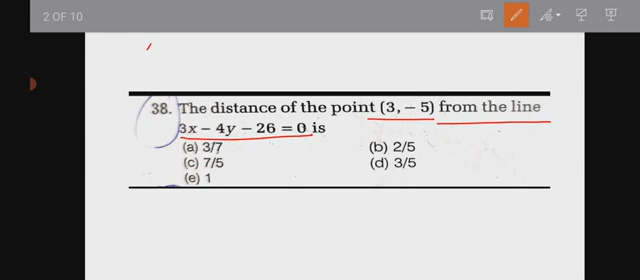 2 OF 10
38. The distance of the point (3, – 5) from the line
3x – 4y – 26 = 0 is
(a) 3/7 (b) 2/5
(c) 7/5 (d) 3/5
(e) 1